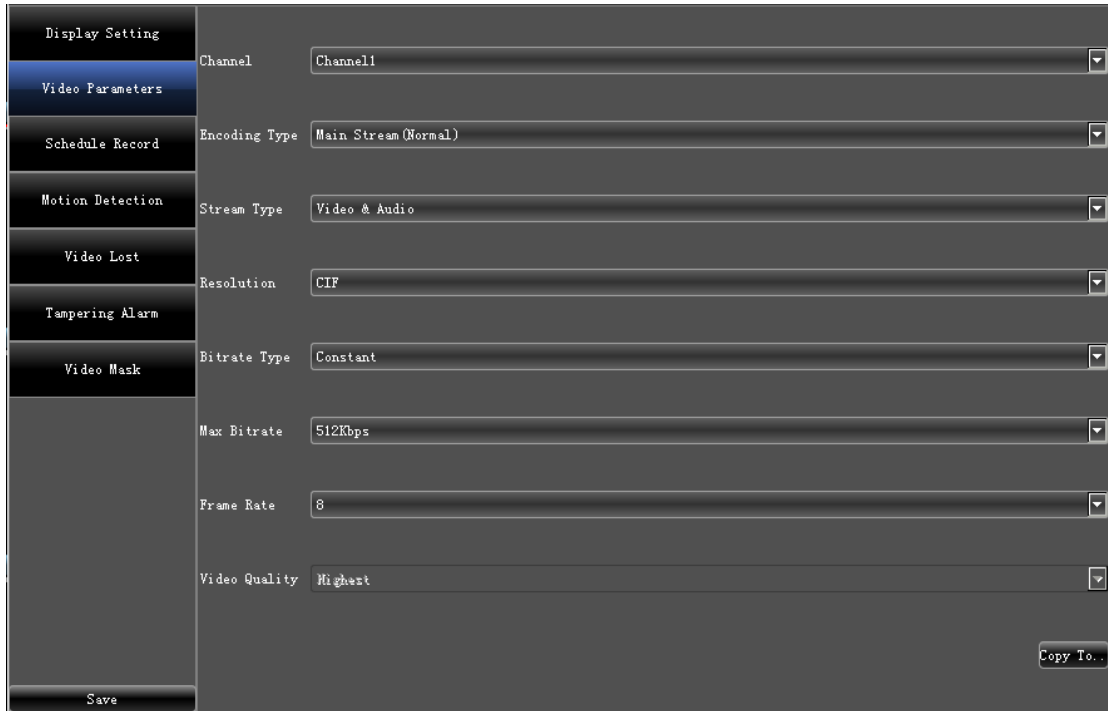 Display Setting
Video Parameters
Schedule Record
Motion Detection
Video Lost
Tampering Alarm
Video Mask
Save
Channel Channel1
Encoding Type Main Stream(Normal)
Stream Type Video & Audio
Resolution CIF
Bitrate Type Constant
Max Bitrate 512Kbps
Frame Rate 8
Video Quality Highest
Copy To..